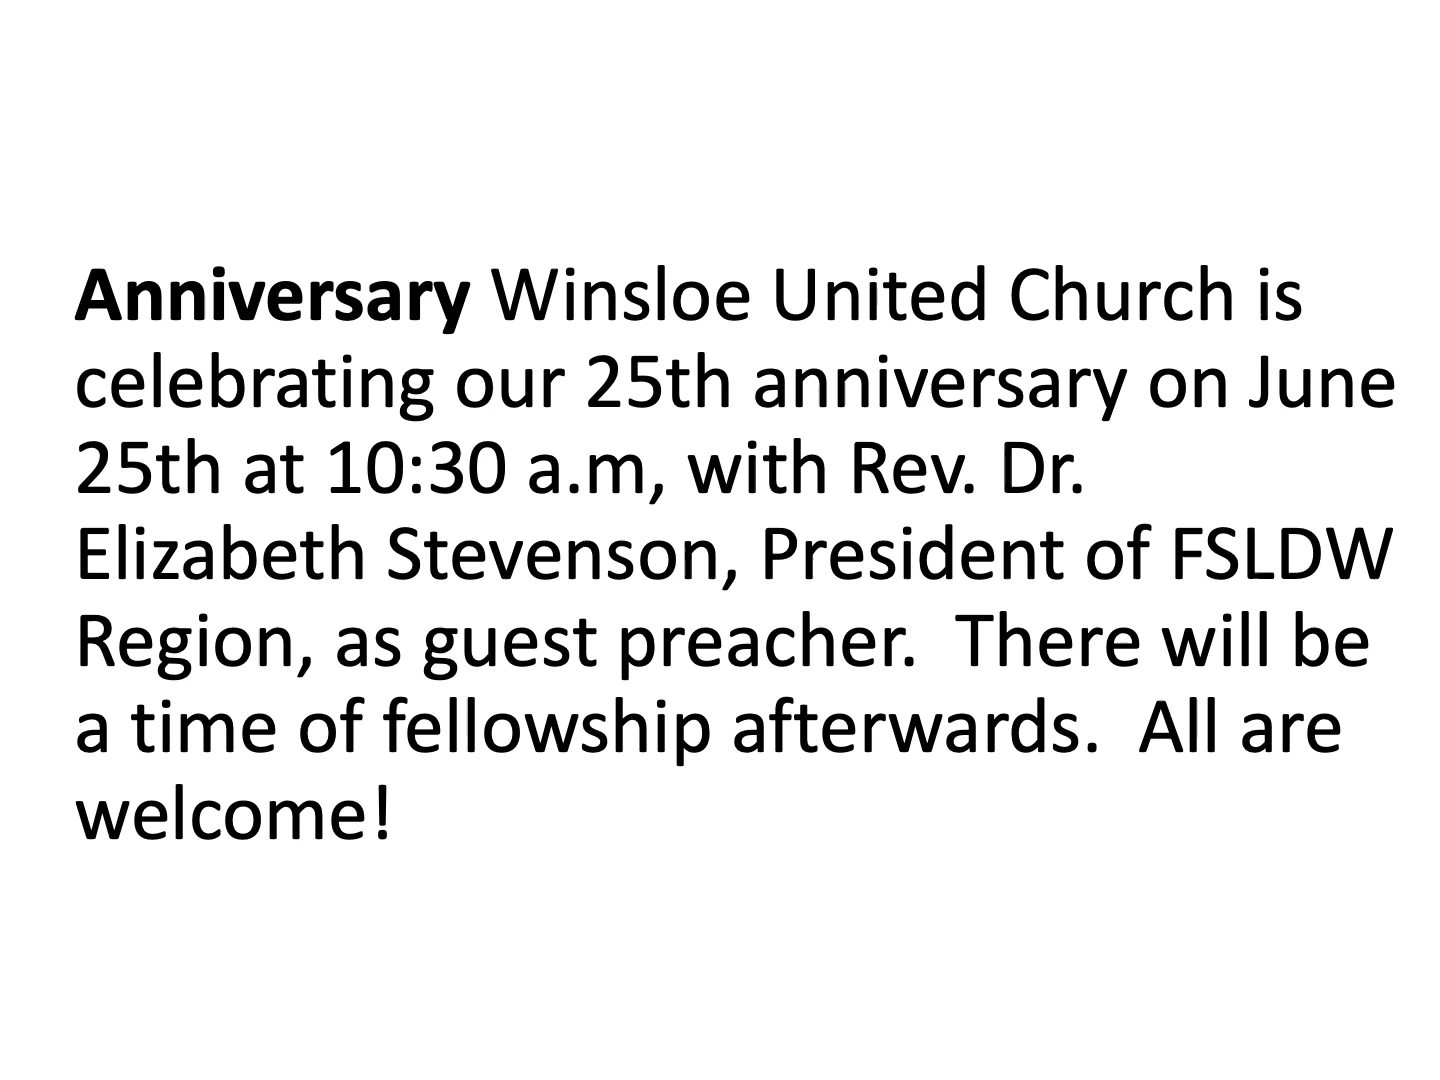 Anniversary Winsloe United Church is
celebrating our 25th anniversary on June
25th at 10:30 a.m, with Rev. Dr.
Elizabeth Stevenson, President of FSLDW
Region, as guest preacher.  There will be
a time of fellowship afterwards.  All are
welcome!